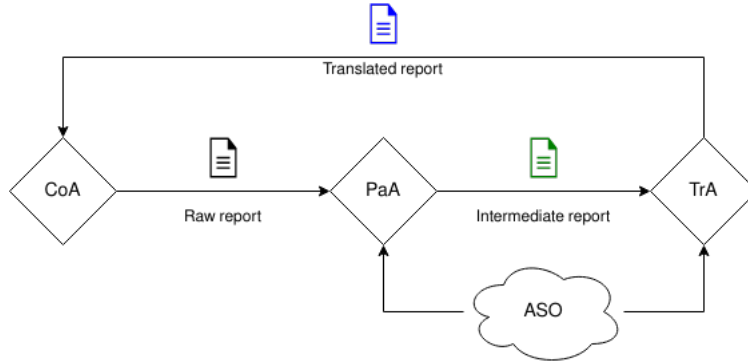 Translated report
CoA
PaA
TrA
Raw report
Intermediate report
ASO